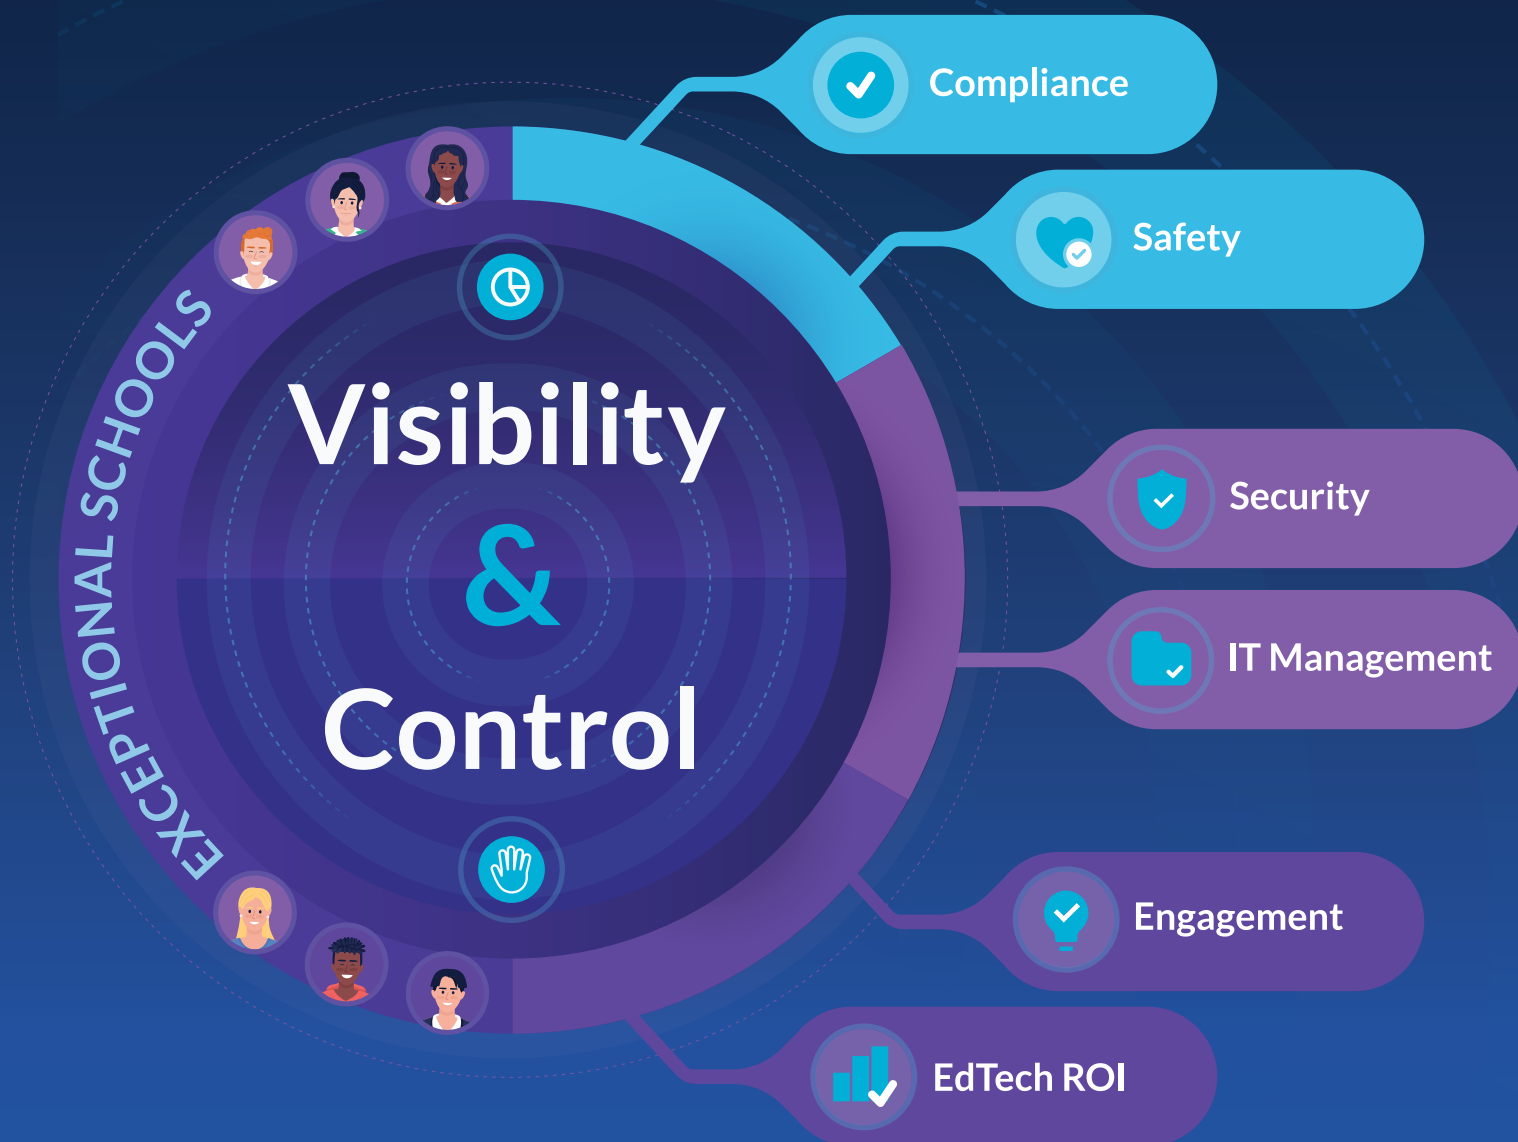 EXCEPTIONAL SCHOOLS
Visibility
&
Control
Compliance
Safety
Security
IT Management
Engagement
EdTech ROI